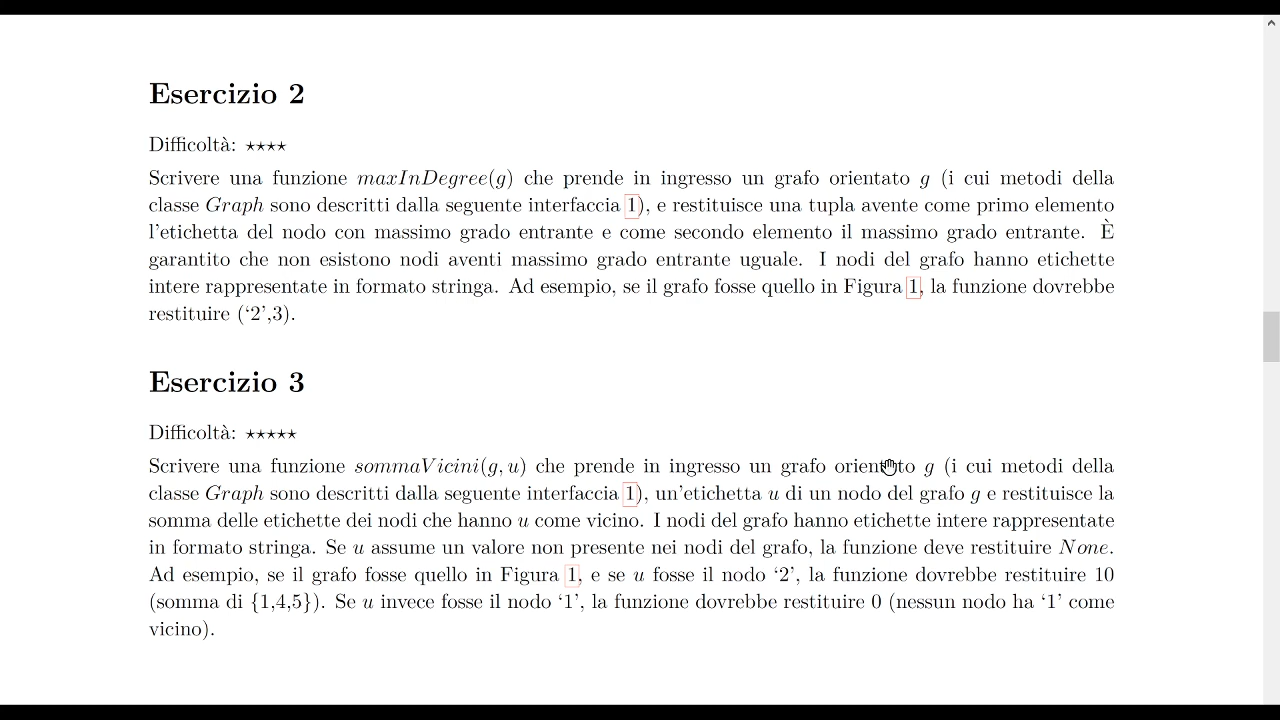 Esercizio 2
Difficoltà: ⋆⋆⋆⋆
Scrivere una funzione maxInDegree(g) che prende in ingresso un grafo orientato g (i cui metodi della
classe Graph sono descritti dalla seguente interfaccia 1), e restituisce una tupla avente come primo elemento
l'etichetta del nodo con massimo grado entrante e come secondo elemento il massimo grado entrante. È
garantito che non esistono nodi aventi massimo grado entrante uguale. I nodi del grafo hanno etichette
intere rappresentate in formato stringa. Ad esempio, se il grafo fosse quello in Figura 1, la funzione dovrebbe
restituire (‘2’,3).
Esercizio 3
Difficoltà: ⋆⋆⋆⋆⋆
Scrivere una funzione sommaVicini(g, u) che prende in ingresso un grafo orientato g (i cui metodi della
classe Graph sono descritti dalla seguente interfaccia 1), un'etichetta u di un nodo del grafo g e restituisce la
somma delle etichette dei nodi che hanno u come vicino. I nodi del grafo hanno etichette intere rappresentate
in formato stringa. Se u assume un valore non presente nei nodi del grafo, la funzione deve restituire None.
Ad esempio, se il grafo fosse quello in Figura 1, e se u fosse il nodo ‘2’, la funzione dovrebbe restituire 10
(somma di {1,4,5}). Se u invece fosse il nodo ‘1’, la funzione dovrebbe restituire 0 (nessun nodo ha ‘1’ come
vicino).